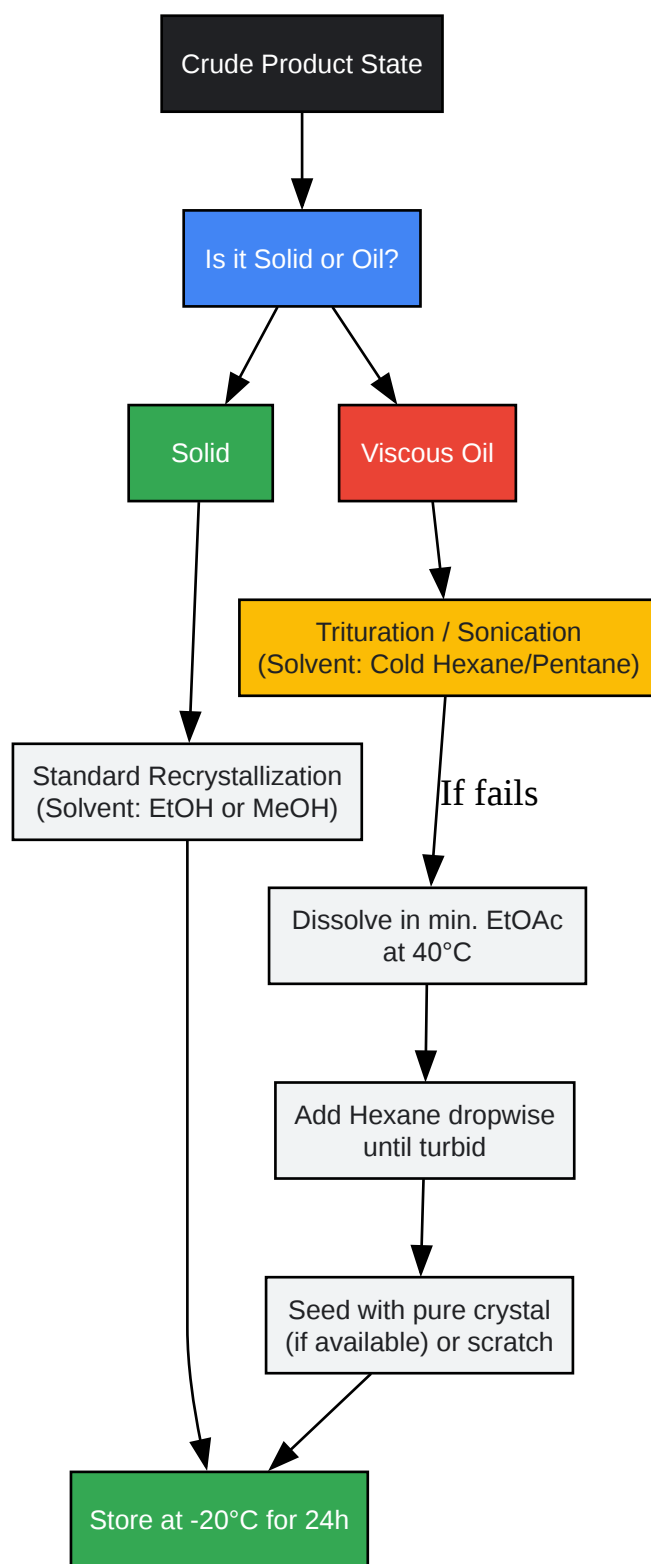 Crude Product State
Is it Solid or Oil?
Solid
Viscous Oil
Trituration / Sonication
(Solvent: Cold Hexane/Pentane)
Standard Recrystallization
(Solvent: EtOH or MeOH)
If fails
Dissolve in min. EtOAc
at 40°C
Add Hexane dropwise
until turbid
Seed with pure crystal
(if available) or scratch
Store at -20°C for 24h